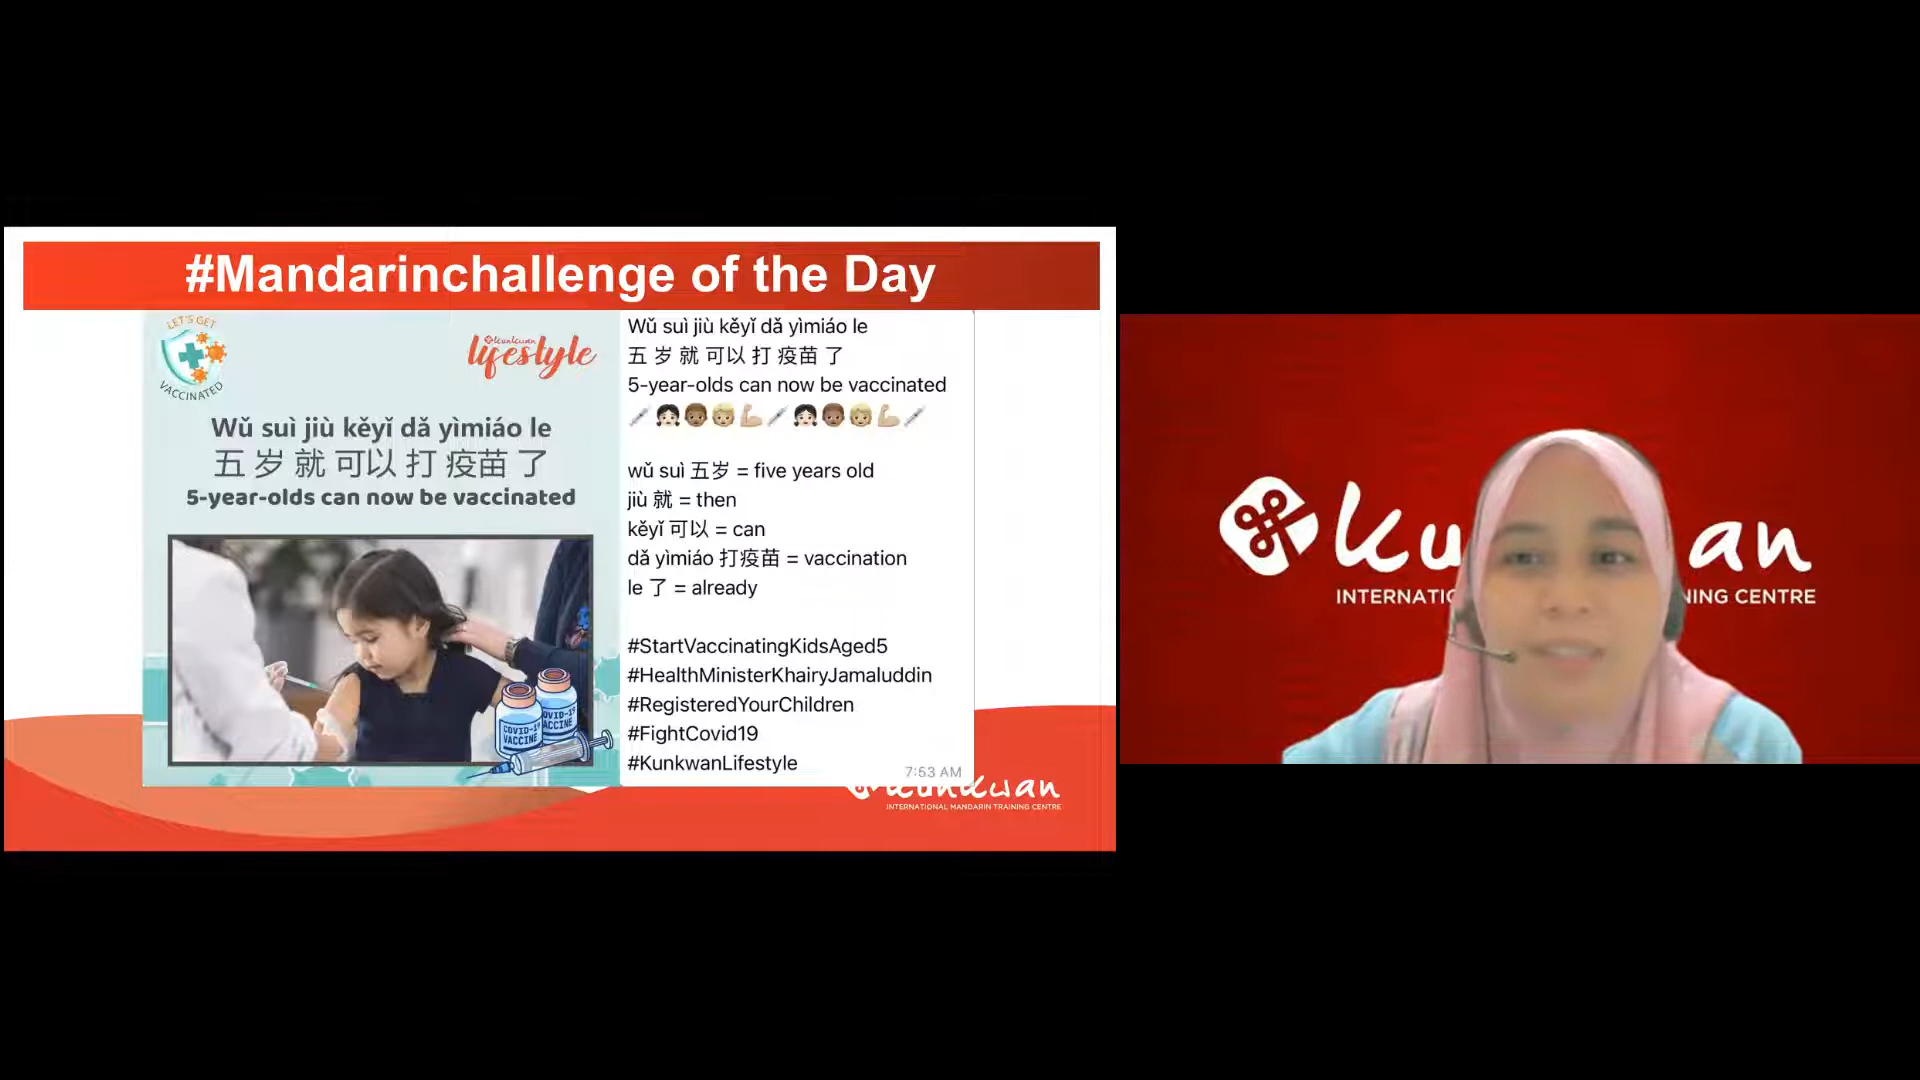 #Mandarinchallenge of the Day
LET'S GET
VACCINATED
kunkwan
lifestyle
Wǔ suì jiù kěyǐ dǎ yìmiáo le
五 岁 就 可以 打 疫苗 了
5-year-olds can now be vaccinated
COVID-19
VACCINE
Wǔ suì jiù kěyǐ dǎ yìmiáo le
五 岁 就 可以 打 疫苗 了
5-year-olds can now be vaccinated
wǔ suì 五岁 = five years old
jiù 就 = then
kěyǐ 可以 = can
dǎ yìmiáo 打疫苗 = vaccination
le 了 = already
#StartVaccinatingKidsAged5
#HealthMinisterKhairyJamaluddin
#RegisteredYourChildren
#FightCovid19
#KunkwanLifestyle
7:53 AM
kunkwan
INTERNATIONAL MANDARIN TRAINING CENTRE
ku wan
INTERNATIO NING CENTRE